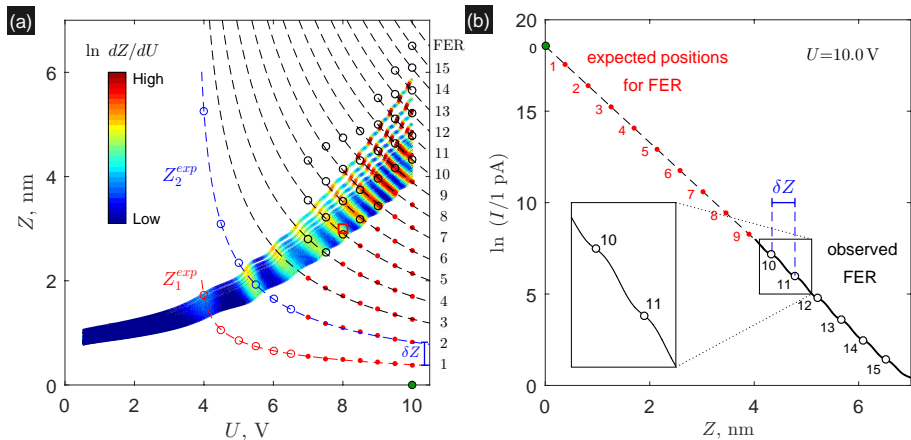 (a)
ln dZ/dU
High
Low
Z_2^{exp}
Z_1^{exp}
δZ
FER
15
14
13
12
11
10
9
8
7
6
5
4
3
2
1
6
4
2
0
Z, nm
0 2 4 6 8 10
U, V
(b)
U=10.0 V
expected positions
for FER
0
1
2
3
4
5
6
7
8
9
δZ
observed
FER
10
11
12
13
14
15
10
11
20
15
10
5
0
ln (I/1 pA)
0 2 4 6
Z, nm